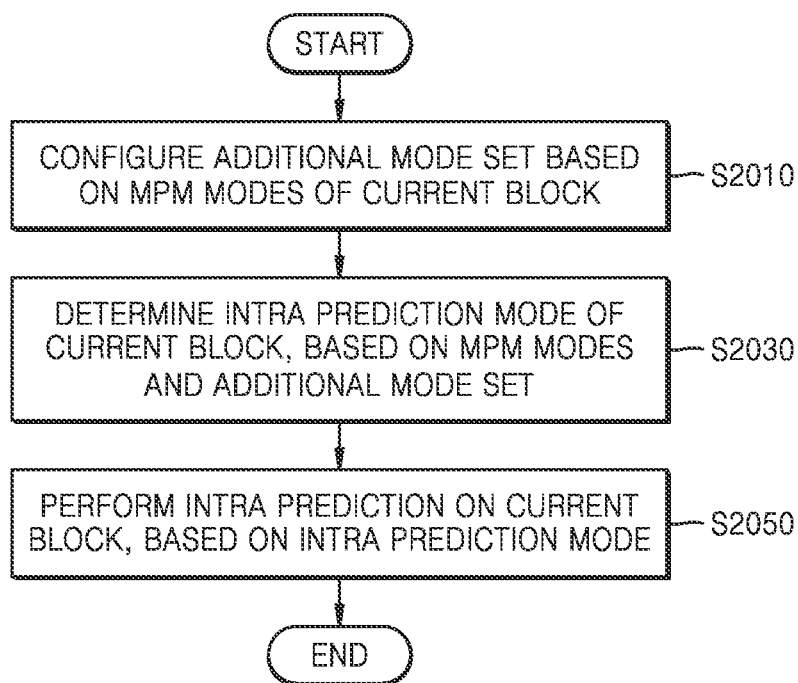 START
CONFIGURE ADDITIONAL MODE SET BASED
ON MPM MODES OF CURRENT BLOCK
S2010
DETERMINE INTRA PREDICTION MODE OF
CURRENT BLOCK, BASED ON MPM MODES
AND ADDITIONAL MODE SET
S2030
PERFORM INTRA PREDICTION ON CURRENT
BLOCK, BASED ON INTRA PREDICTION MODE
S2050
END